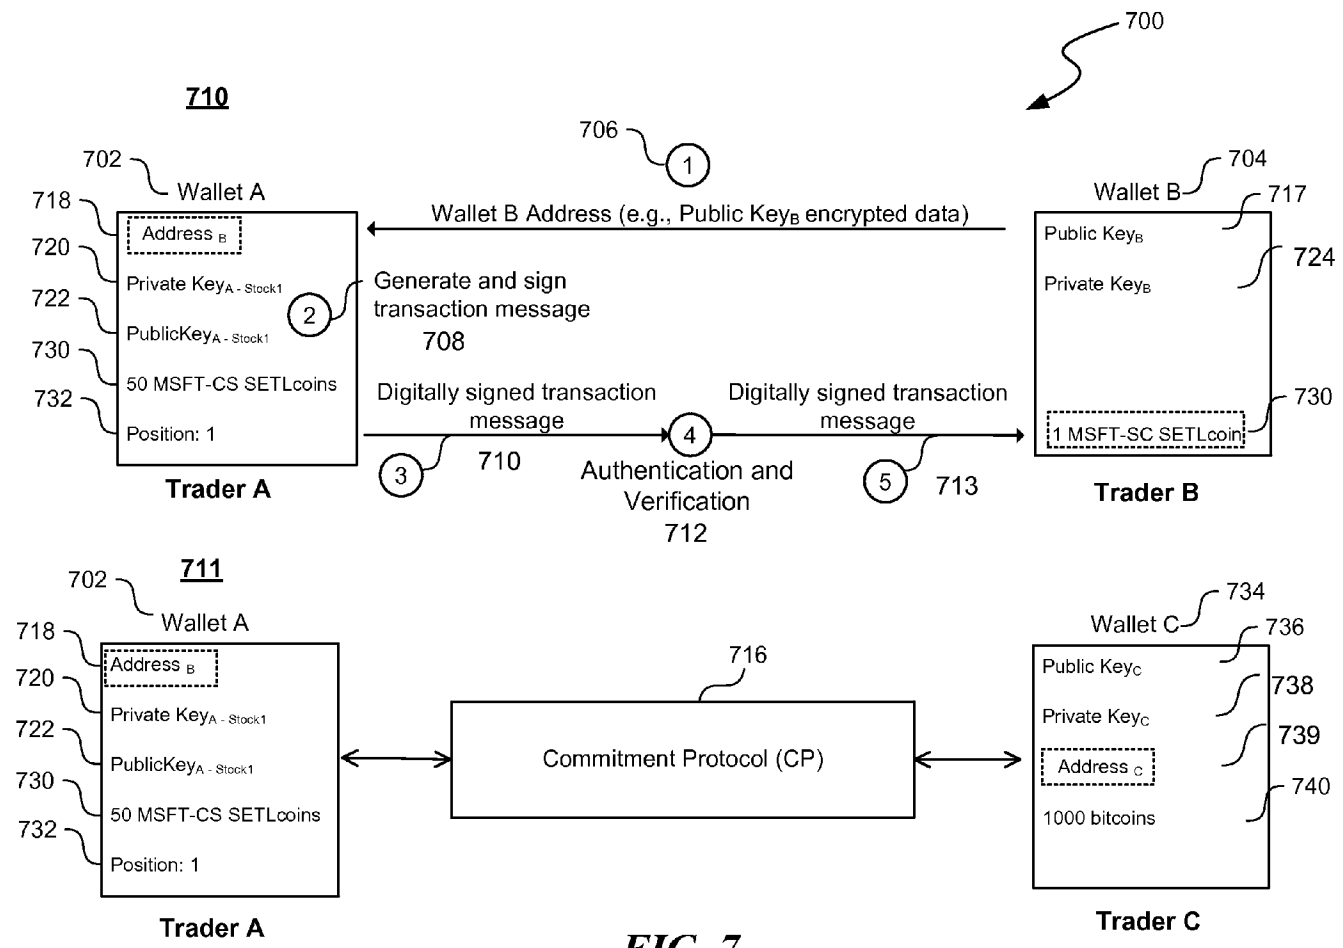 700
710
706
1
702
Wallet A
704
Wallet B
718
717
Wallet B Address (e.g., Public KeyB encrypted data)
Address B
Public KeyB
720
724
Private KeyA - Stock1
Generate and sign
transaction message
708
2
Private KeyB
722
PublicKeyA - Stock1
730
50 MSFT-CS SETLcoins
732
Position: 1
Digitally signed transaction
message
710
3
4
Authentication and
Verification
712
Digitally signed transaction
message
5
713
730
1 MSFT-SC SETLcoin
Trader A
Trader B
711
702
Wallet A
734
Wallet C
718
Address B
736
Public KeyC
720
Private KeyA - Stock1
716
738
Private KeyC
722
PublicKeyA - Stock1
Commitment Protocol (CP)
739
Address C
730
50 MSFT-CS SETLcoins
740
1000 bitcoins
732
Position: 1
Trader A
Trader C
FIG. 7